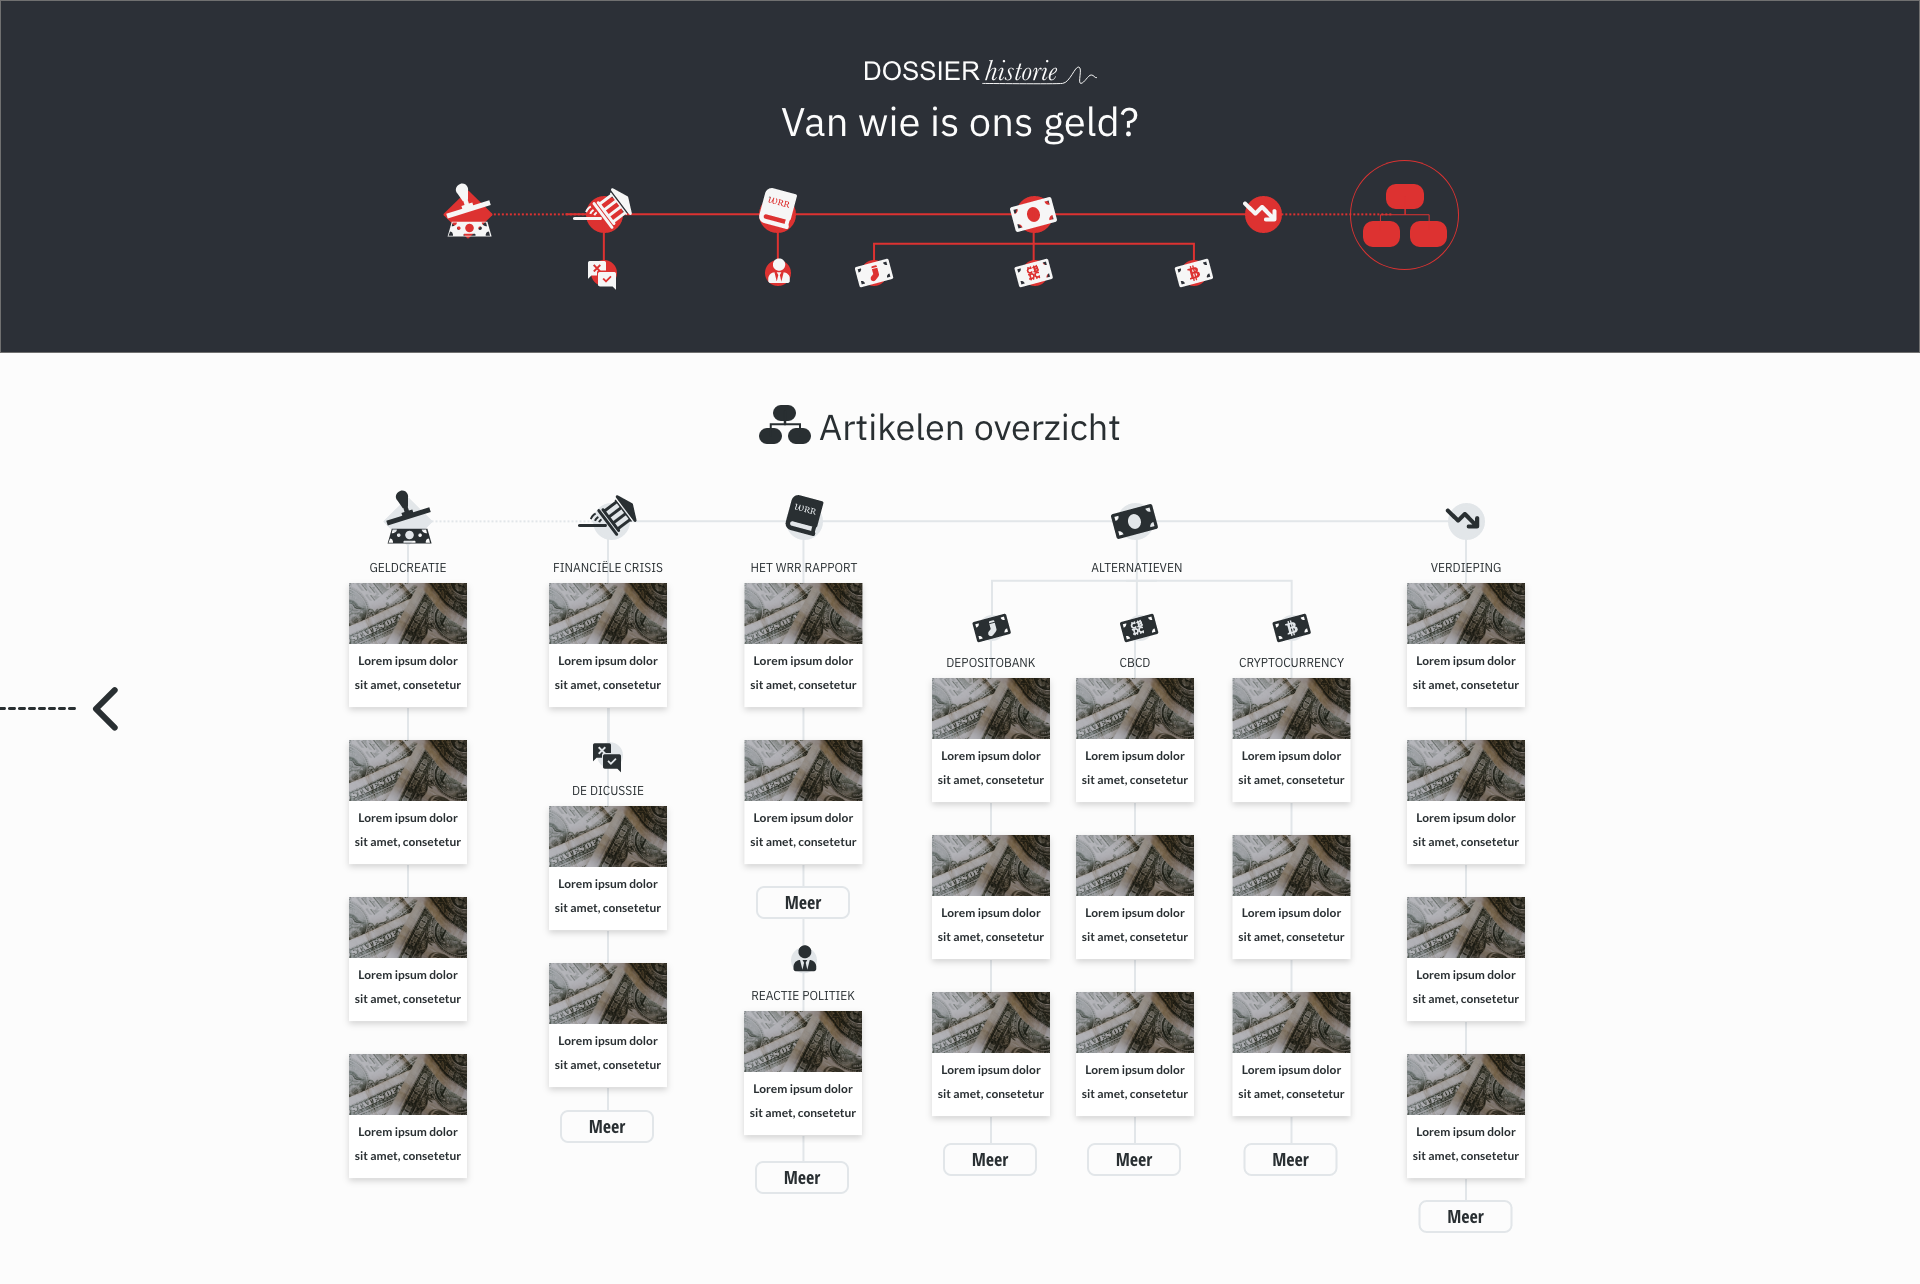 DOSSIER historie
Van wie is ons geld?
WRR
Artikelen overzicht
WRR
GELDCREATIE
Lorem ipsum dolor
sit amet, consetetur
Lorem ipsum dolor
sit amet, consetetur
Lorem ipsum dolor
sit amet, consetetur
Lorem ipsum dolor
sit amet, consetetur
FINANCIËLE CRISIS
Lorem ipsum dolor
sit amet, consetetur
DE DICUSSIE
Lorem ipsum dolor
sit amet, consetetur
Lorem ipsum dolor
sit amet, consetetur
Meer
HET WRR RAPPORT
Lorem ipsum dolor
sit amet, consetetur
Lorem ipsum dolor
sit amet, consetetur
Meer
REACTIE POLITIEK
Lorem ipsum dolor
sit amet, consetetur
Meer
ALTERNATIEVEN
DEPOSITOBANK
Lorem ipsum dolor
sit amet, consetetur
Lorem ipsum dolor
sit amet, consetetur
Lorem ipsum dolor
sit amet, consetetur
Meer
CBCD
Lorem ipsum dolor
sit amet, consetetur
Lorem ipsum dolor
sit amet, consetetur
Lorem ipsum dolor
sit amet, consetetur
Meer
CRYPTOCURRENCY
Lorem ipsum dolor
sit amet, consetetur
Lorem ipsum dolor
sit amet, consetetur
Lorem ipsum dolor
sit amet, consetetur
Meer
VERDIEPING
Lorem ipsum dolor
sit amet, consetetur
Lorem ipsum dolor
sit amet, consetetur
Lorem ipsum dolor
sit amet, consetetur
Lorem ipsum dolor
sit amet, consetetur
Meer